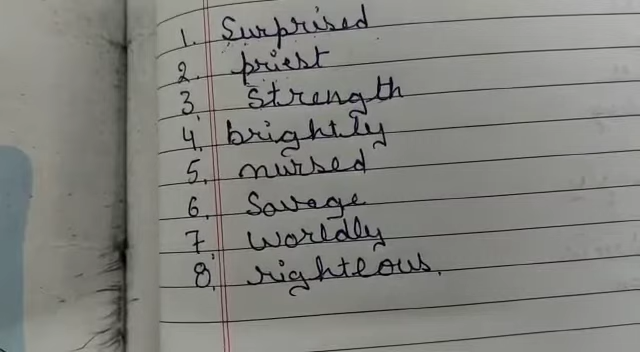 1. Surprised
2. priest
3. Strength
4. brightly
5. nursed
6. Savage
7. Worldly
8. righteous.